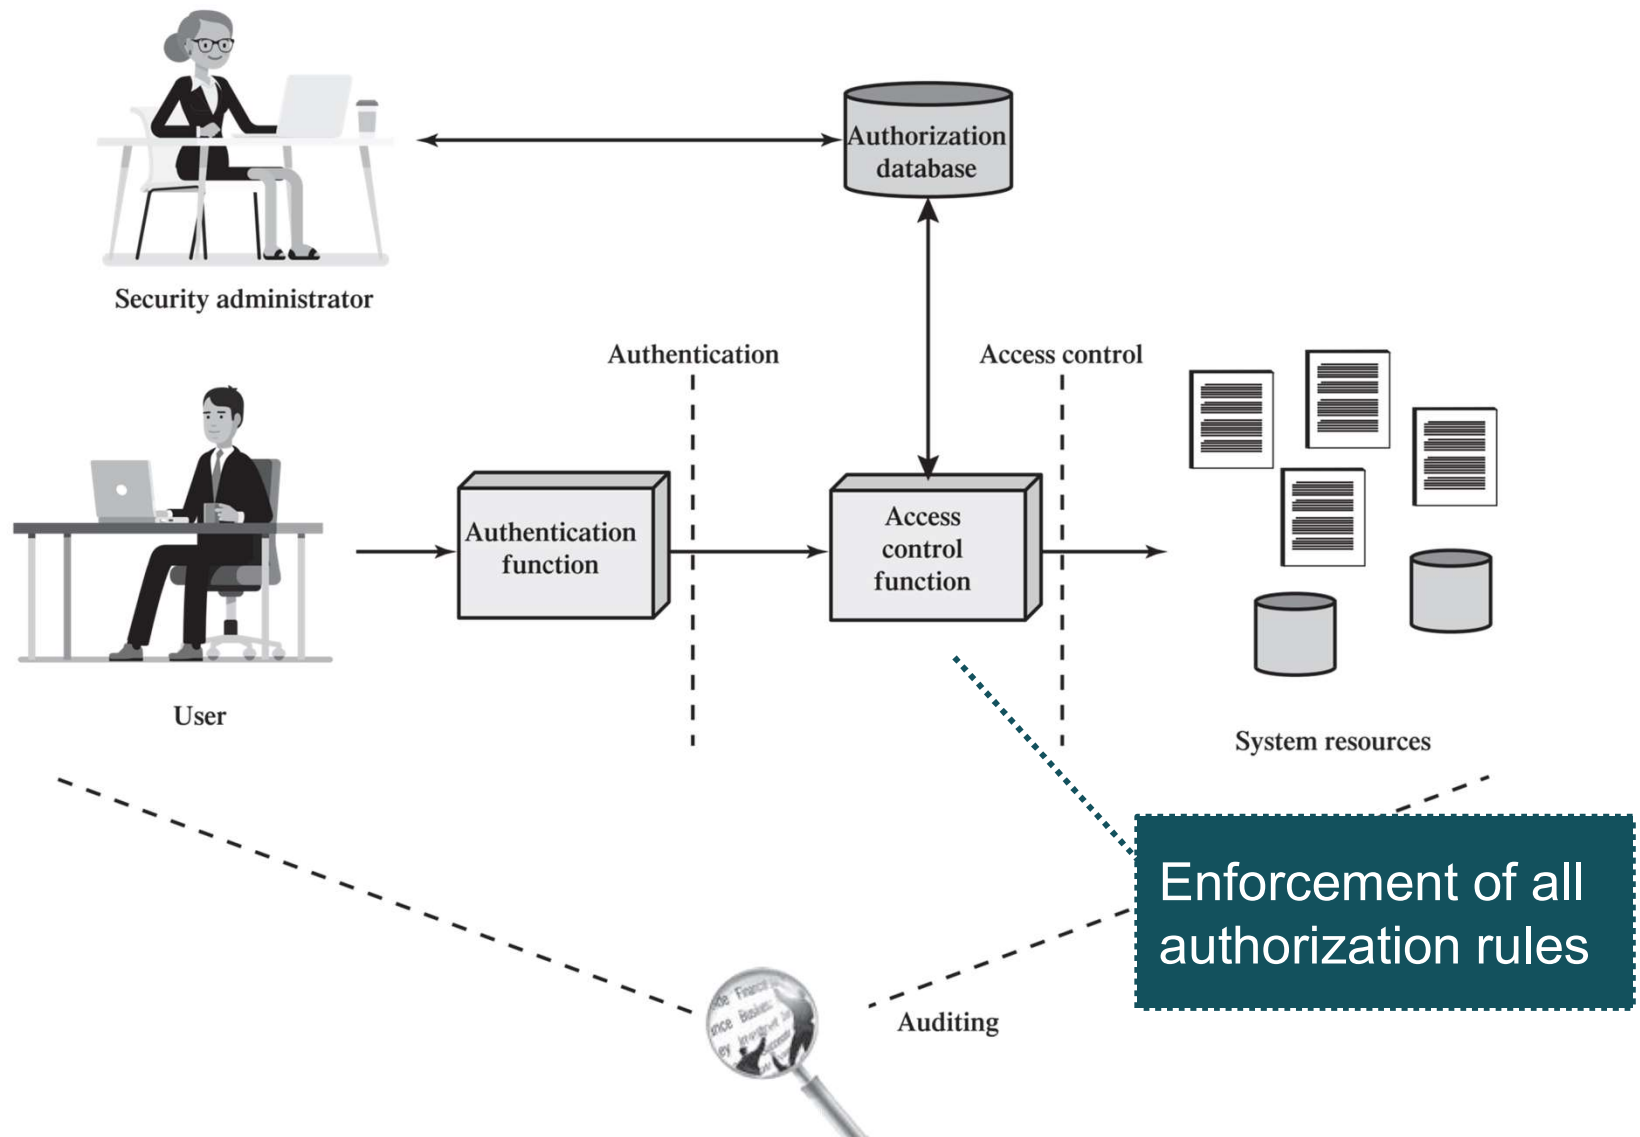 Authorization
database
Security administrator
Authentication
Access control
Authentication
function
Access
control
function
User
System resources
Enforcement of all
authorization rules
Auditing